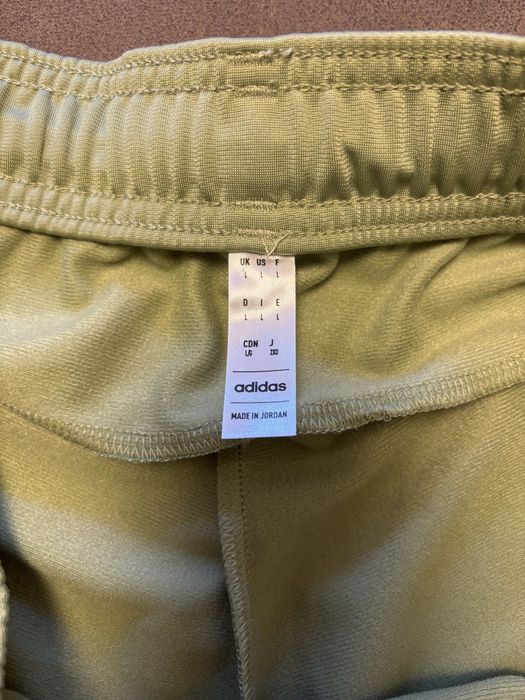 UK US F
L L L
D I E
L L L
CDN J
L/G 2XO
adidas
MADE IN JORDAN